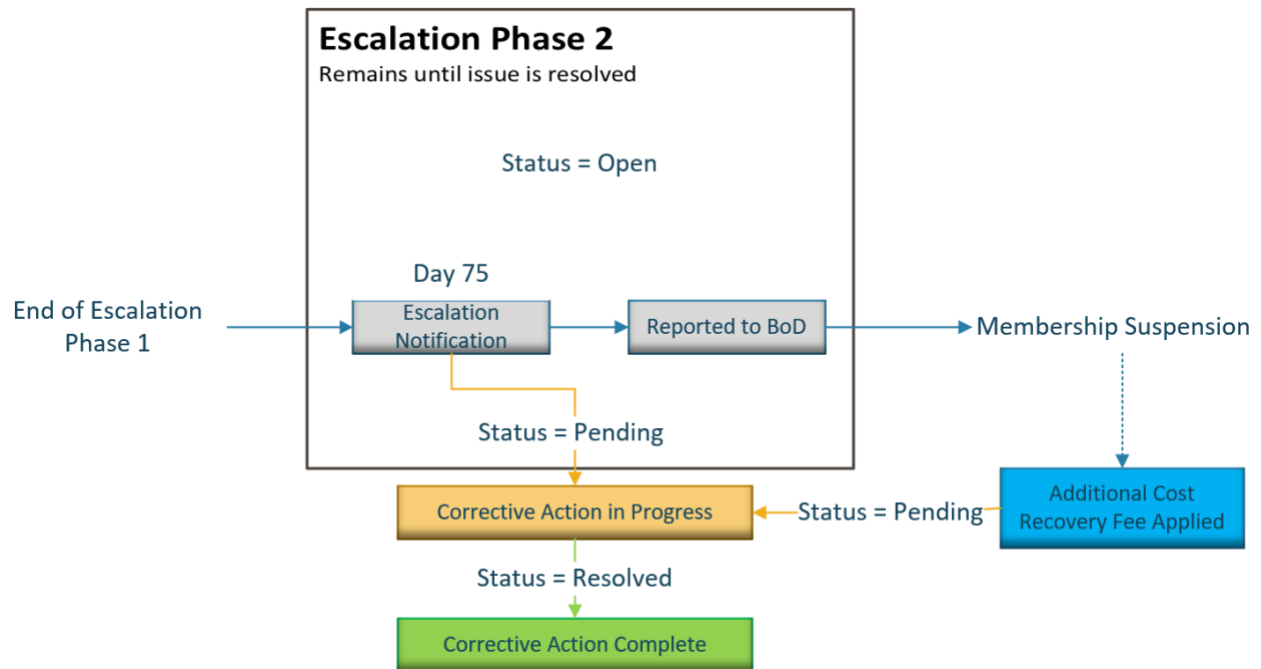 Escalation Phase 2
Remains until issue is resolved
Status = Open
Day 75
End of Escalation
Phase 1
Escalation
Notification
Reported to BoD
Membership Suspension
Status = Pending
Corrective Action in Progress
Status = Pending
Additional Cost
Recovery Fee Applied
Status = Resolved
Corrective Action Complete